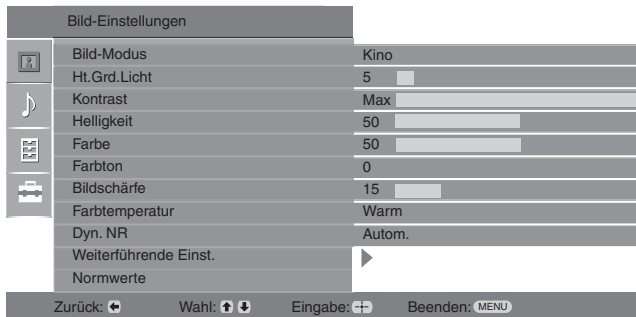 Bild-Einstellungen
Bild-Modus Kino
Ht.Grd.Licht 5
Kontrast Max
Helligkeit 50
Farbe 50
Farbton 0
Bildschärfe 15
Farbtemperatur Warm
Dyn. NR Autom.
Weiterführende Einst.
Normwerte
Zurück: Wahl: Eingabe: Beenden: MENU